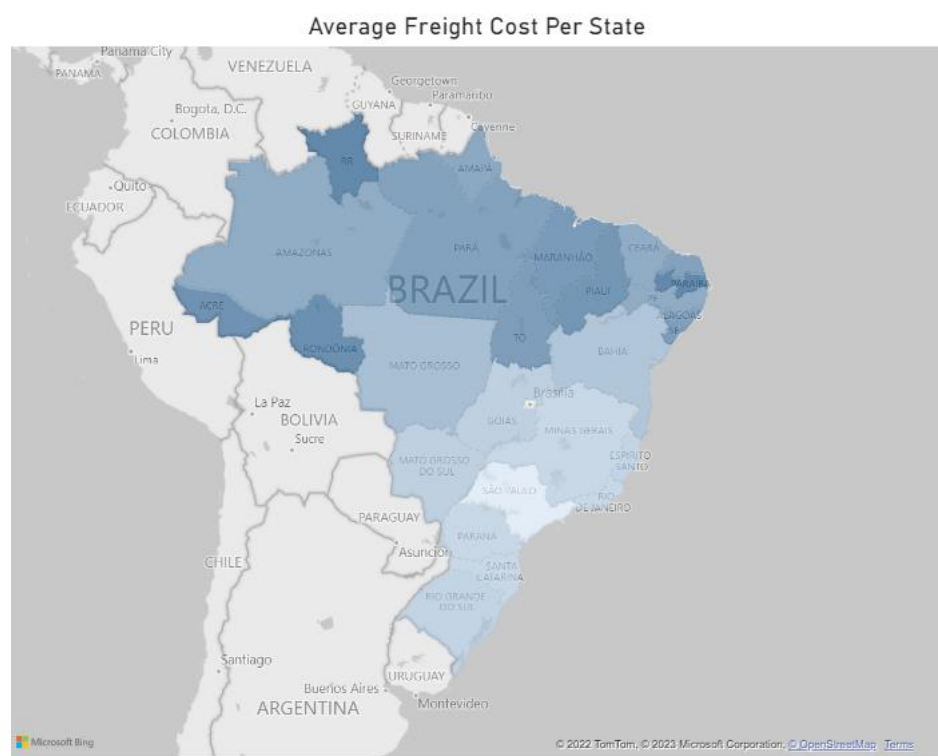 Average Freight Cost Per State
Panama City
PANAMA
VENEZUELA
Georgetown
Paramaribo
GUYANA
Bogota, D.C.
COLOMBIA
SURINAME
Cayenne
RR
AMAPÁ
Quito
ECUADOR
AMAZONAS
PARÁ
MARANHÃO
CEARÁ
BRAZIL
PIAUÍ
PARAÍBA
PE
ACRE
ALAGOAS
SE
PERU
RONDÔNIA
TO
Lima
MATO GROSSO
BAHIA
La Paz
Brasília
BOLIVIA
GOIÁS
MINAS GERAIS
Sucre
MATO GROSSO
DO SUL
ESPÍRITO
SANTO
SÃO PAULO
RIO
DE JANEIRO
PARAGUAY
PARANÁ
CHILE
Asunción
SANTA
CATARINA
RIO GRANDE
DO SUL
Santiago
URUGUAY
Buenos Aires
ARGENTINA
Montevideo
Microsoft Bing
© 2022 TomTom, © 2023 Microsoft Corporation, © OpenStreetMap Terms